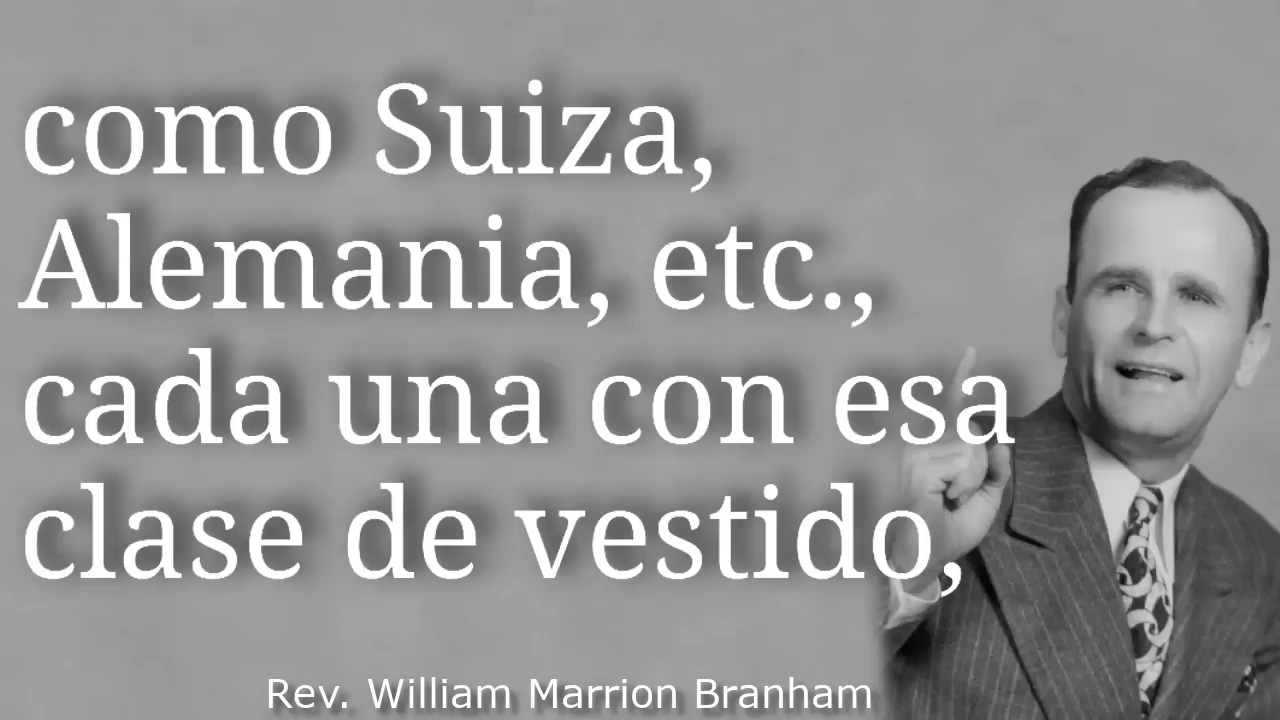 como Suiza,
Alemania, etc.,
cada una con esa
clase de vestido,
Rev. William Marrion Branham